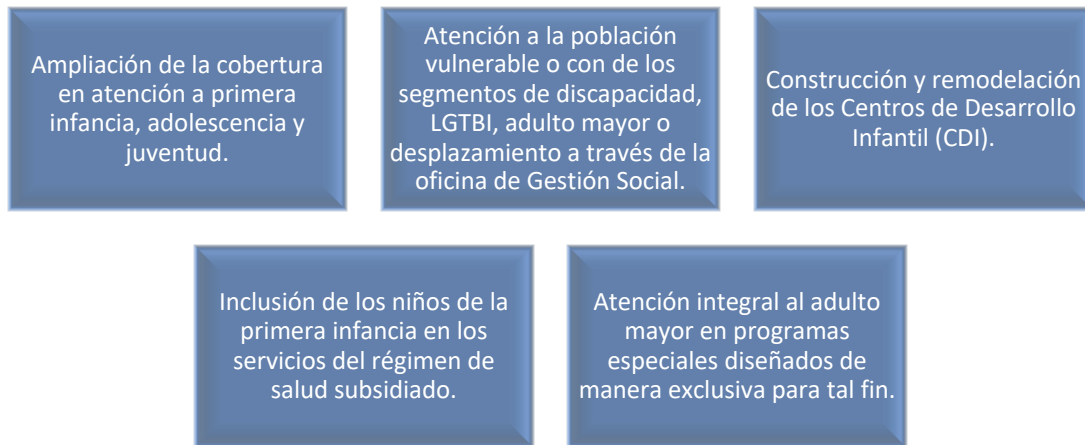 Ampliación de la cobertura
en atención a primera
infancia, adolescencia y
juventud.
Atención a la población
vulnerable o con de los
segmentos de discapacidad,
LGTBI, adulto mayor o
desplazamiento a través de la
oficina de Gestión Social.
Construcción y remodelación
de los Centros de Desarrollo
Infantil (CDI).
Inclusión de los niños de la
primera infancia en los
servicios del régimen de
salud subsidiado.
Atención integral al adulto
mayor en programas
especiales diseñados de
manera exclusiva para tal fin.